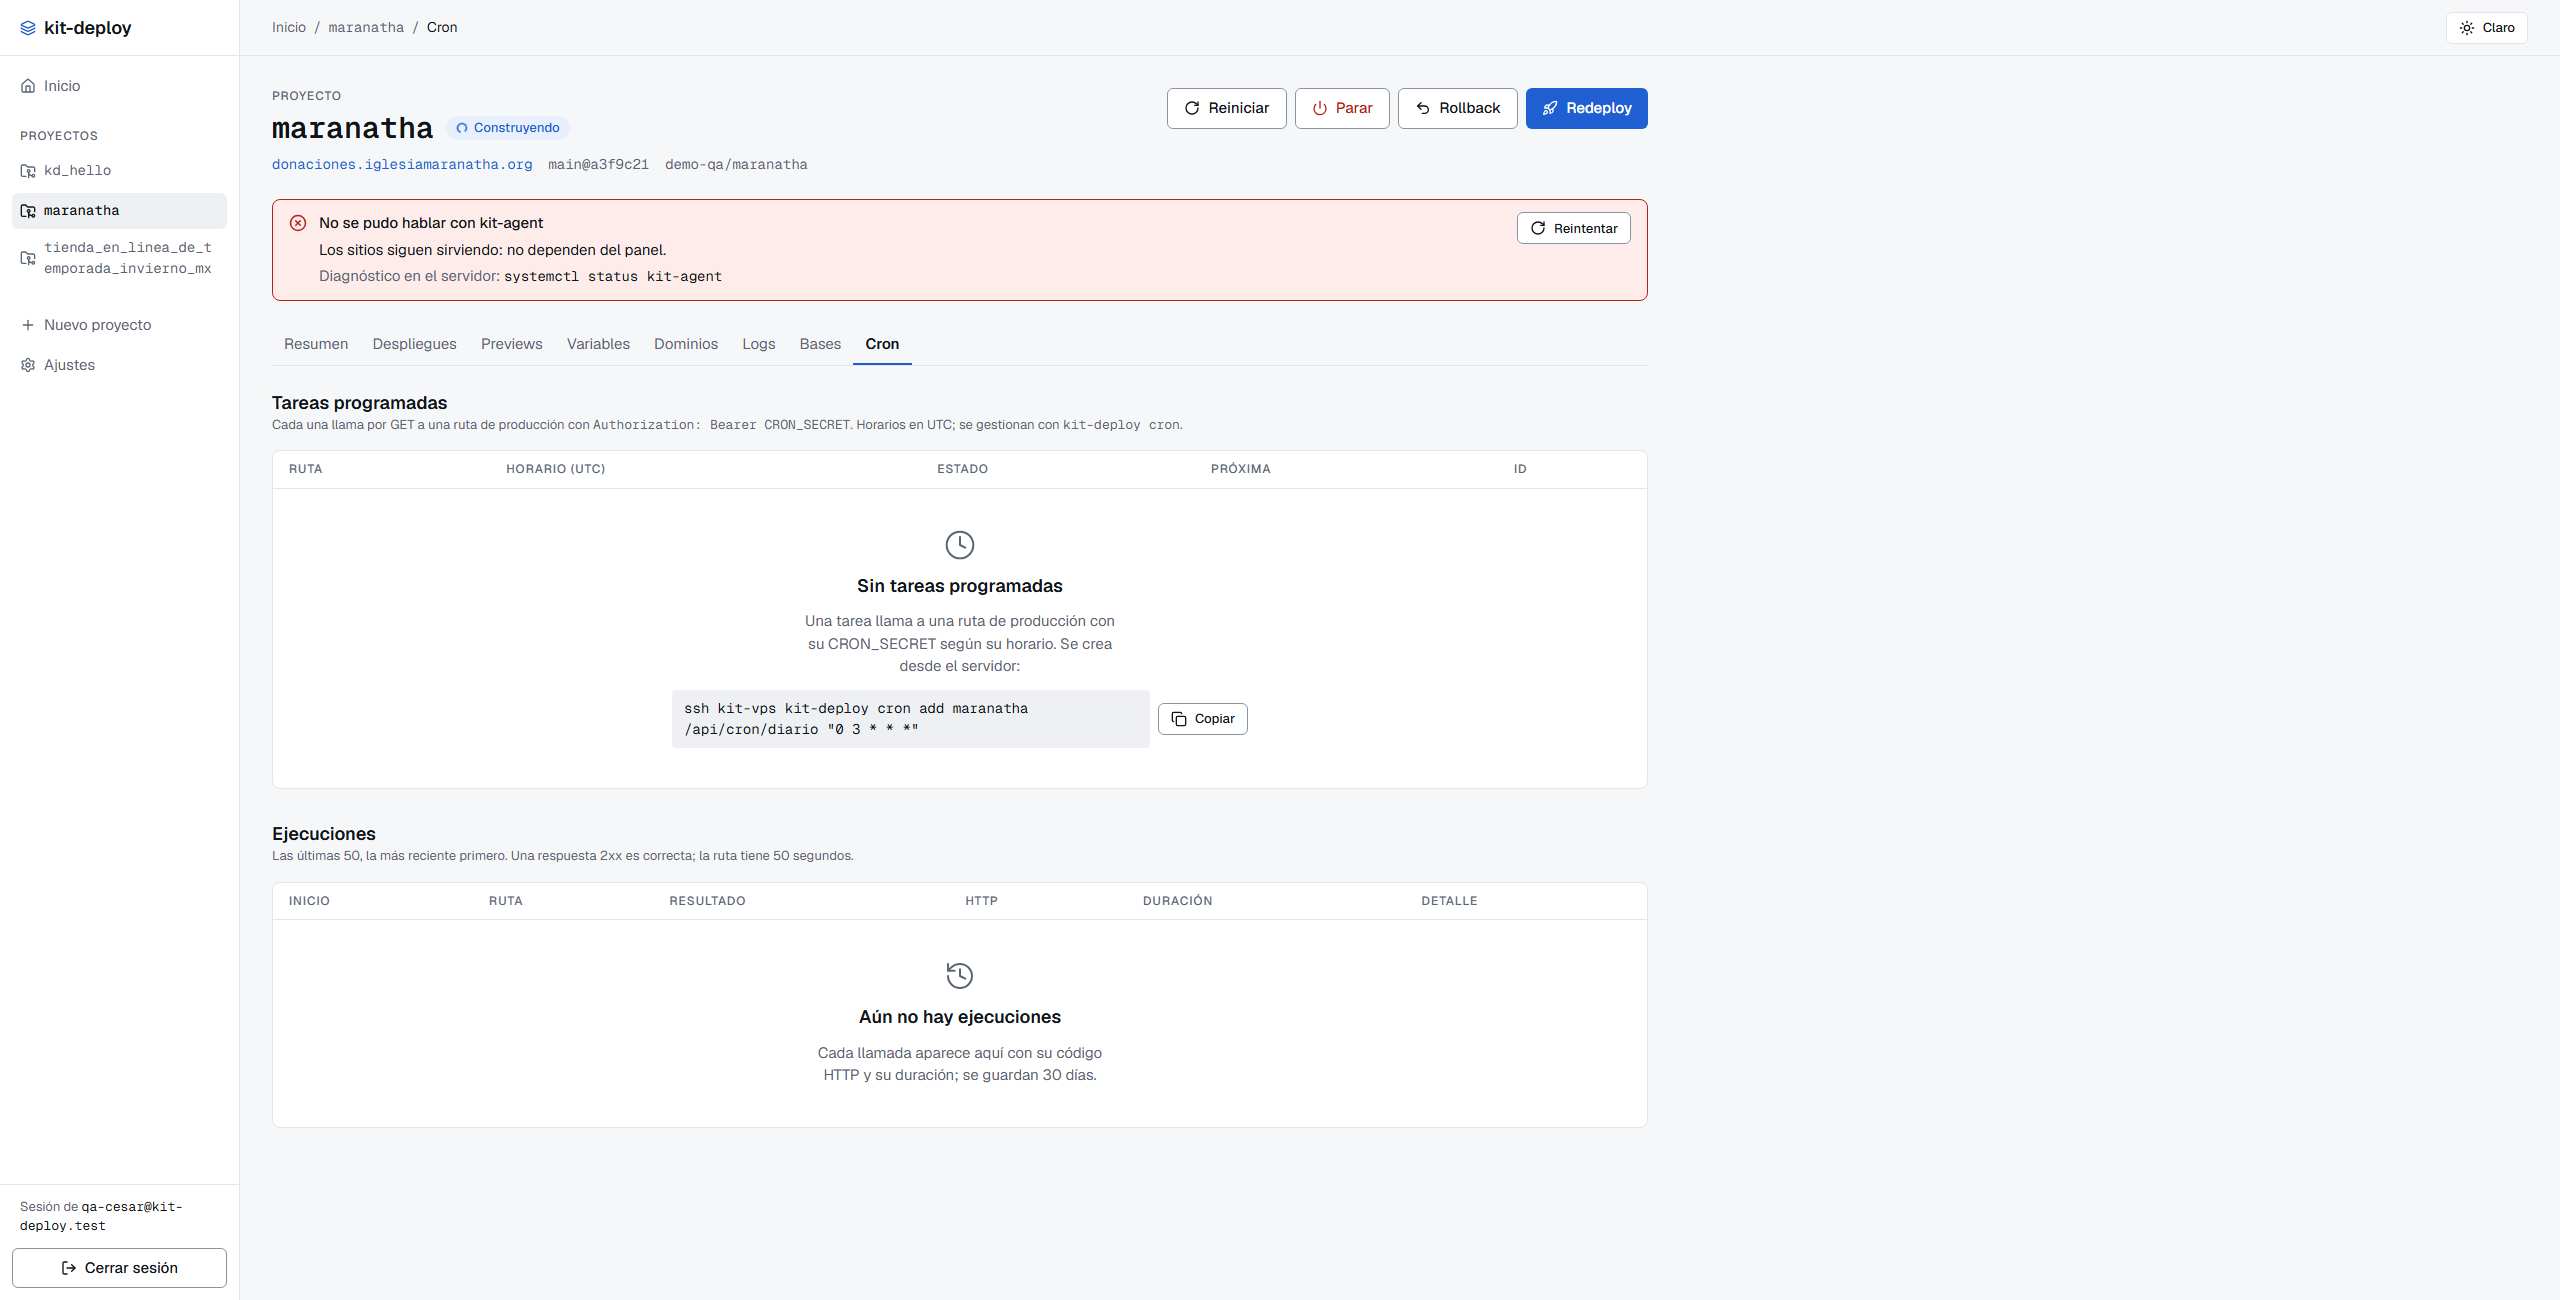 kit-deploy
Inicio / maranatha / Cron
Claro
Inicio
PROYECTOS
kd_hello
maranatha
tienda_en_linea_de_t
emporada_invierno_mx
Nuevo proyecto
Ajustes
Sesión de qa-cesar@kit-
deploy.test
Cerrar sesión
PROYECTO
maranatha
Construyendo
Reiniciar
Parar
Rollback
Redeploy
donaciones.iglesiamaranatha.org main@a3f9c21 demo-qa/maranatha
No se pudo hablar con kit-agent
Los sitios siguen sirviendo: no dependen del panel.
Diagnóstico en el servidor: systemctl status kit-agent
Reintentar
Resumen Despliegues Previews Variables Dominios Logs Bases Cron
Tareas programadas
Cada una llama por GET a una ruta de producción con Authorization: Bearer CRON_SECRET. Horarios en UTC; se gestionan con kit-deploy cron.
RUTA HORARIO (UTC) ESTADO PRÓXIMA ID
Sin tareas programadas
Una tarea llama a una ruta de producción con
su CRON_SECRET según su horario. Se crea
desde el servidor:
ssh kit-vps kit-deploy cron add maranatha
/api/cron/diario "0 3 * * *"
Copiar
Ejecuciones
Las últimas 50, la más reciente primero. Una respuesta 2xx es correcta; la ruta tiene 50 segundos.
INICIO RUTA RESULTADO HTTP DURACIÓN DETALLE
Aún no hay ejecuciones
Cada llamada aparece aquí con su código
HTTP y su duración; se guardan 30 días.